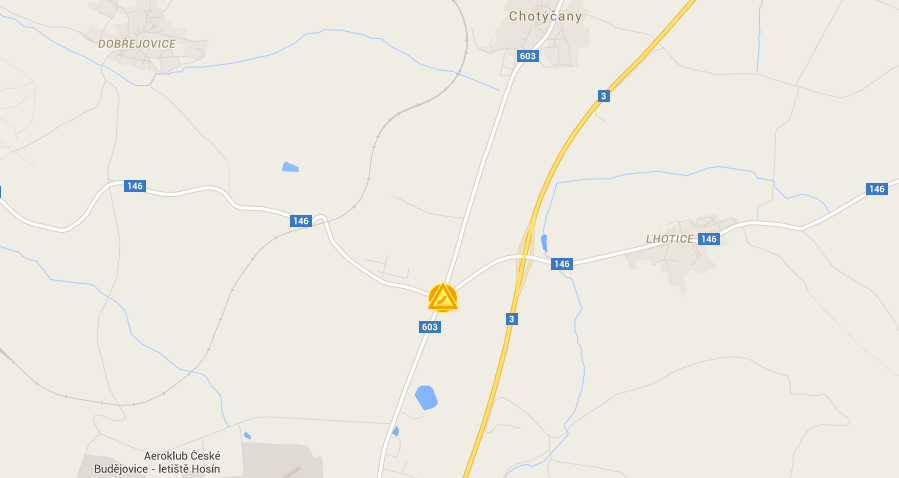 Chotýčany
DOBŘEJOVICE
603
3
146
146
146
LHOTICE
146
146
3
603
Aeroklub České
Budějovice - letiště Hosín